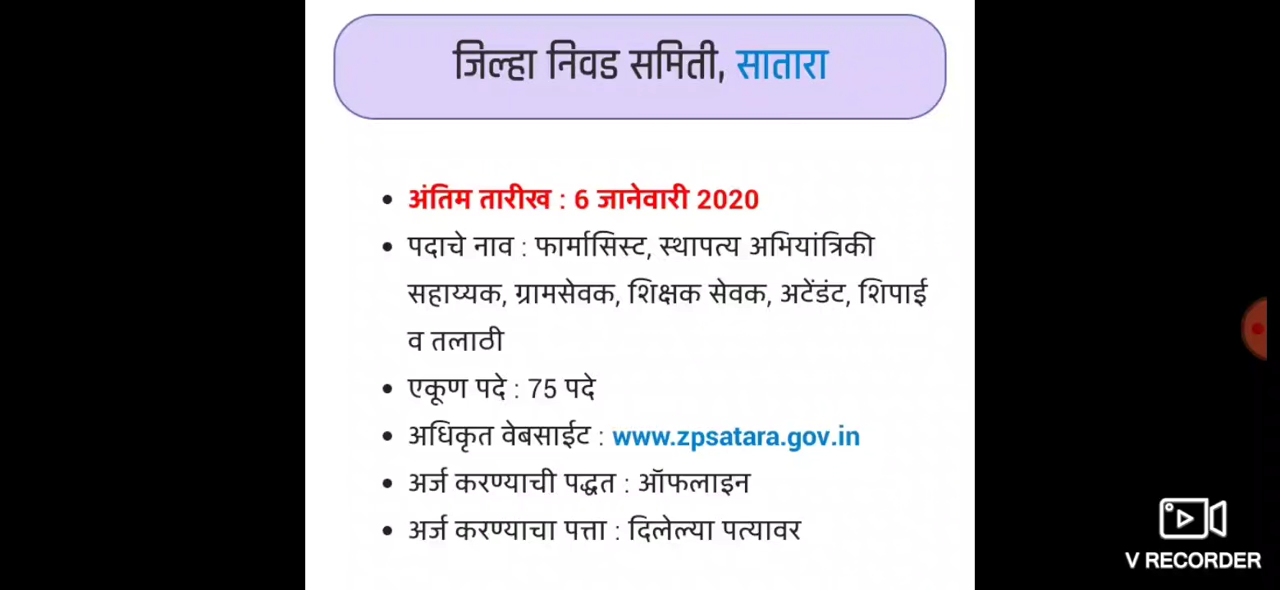 जिल्हा निवड समिती, सातारा
• अंतिम तारीख : 6 जानेवारी 2020
• पदाचे नाव : फार्मासिस्ट, स्थापत्य अभियांत्रिकी
सहाय्यक, ग्रामसेवक, शिक्षक सेवक, अटेंडंट, शिपाई
व तलाठी
• एकूण पदे : 75 पदे
• अधिकृत वेबसाईट : www.zpsatara.gov.in
• अर्ज करण्याची पद्धत : ऑफलाइन
• अर्ज करण्याचा पत्ता : दिलेल्या पत्यावर
V RECORDER